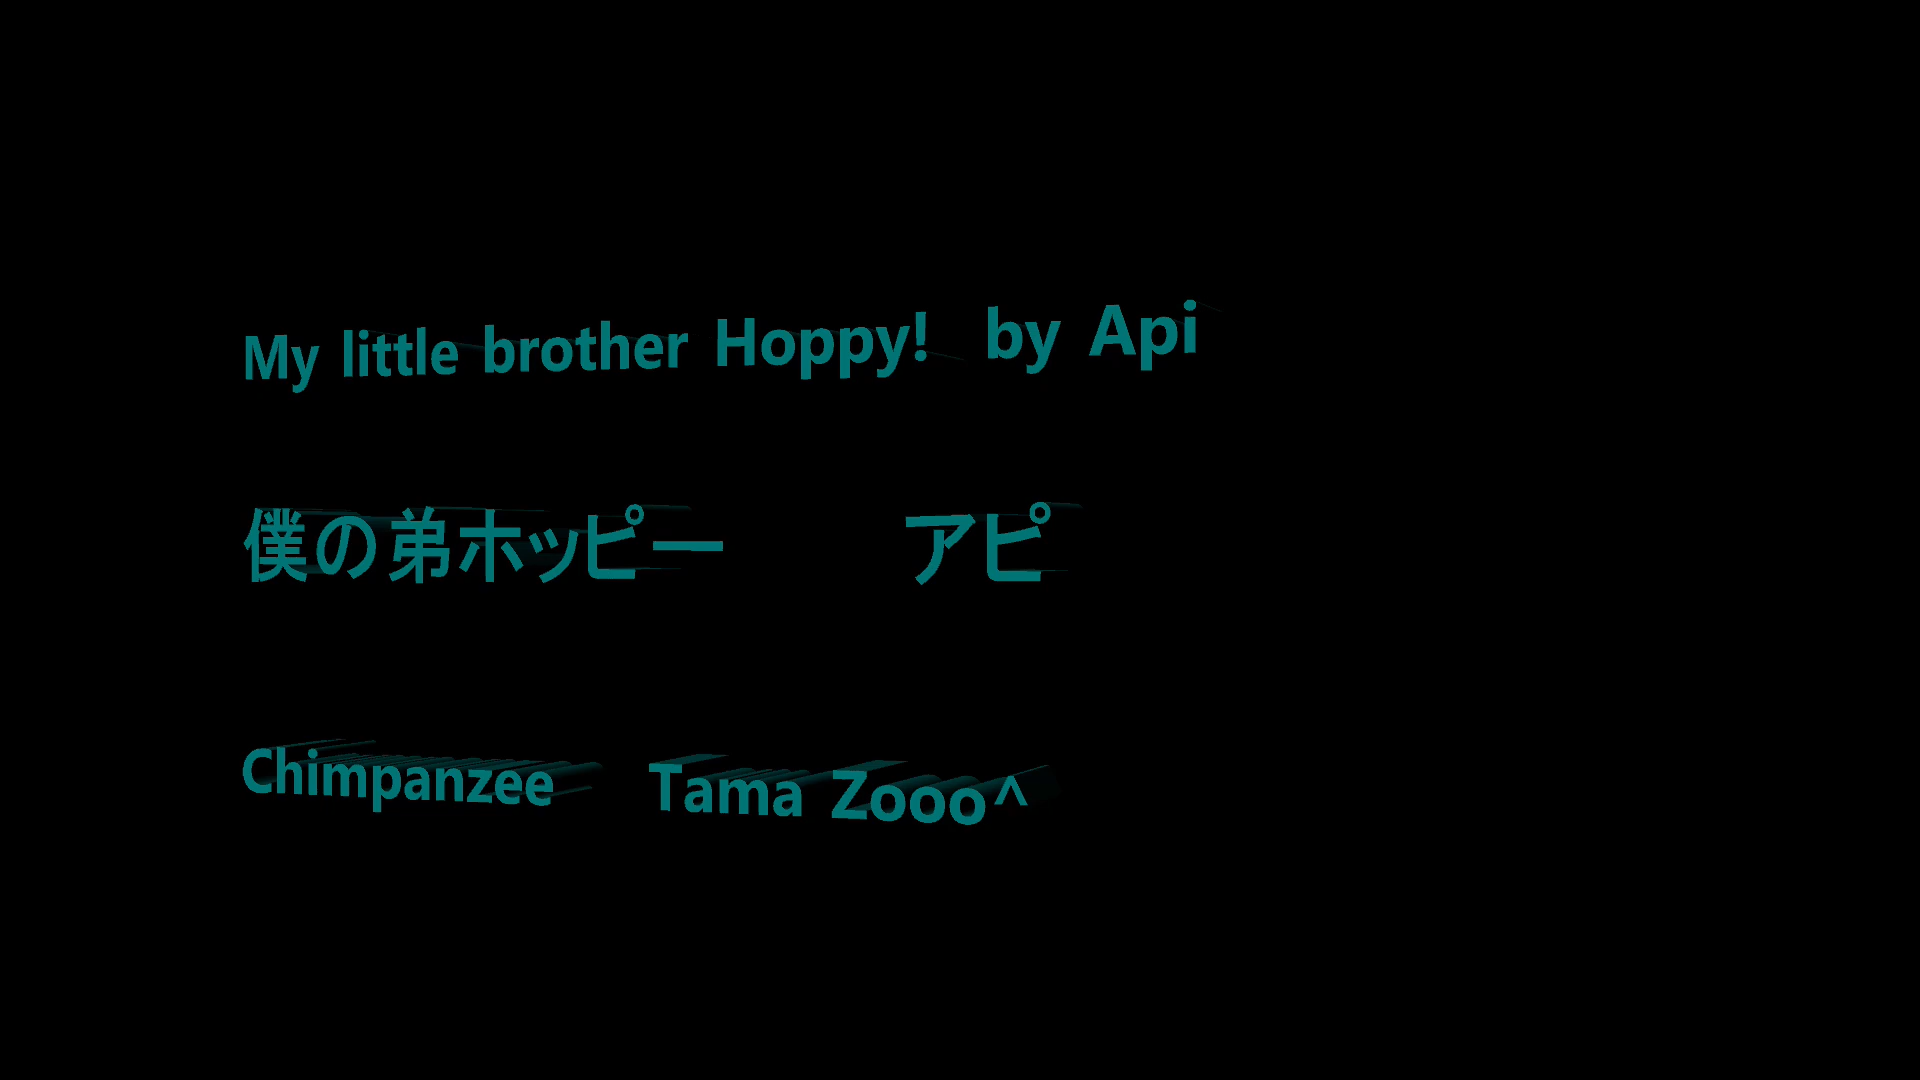 My little brother Hoppy! by Api
僕の弟ホッピー アピ
Chimpanzee Tama Zooo^